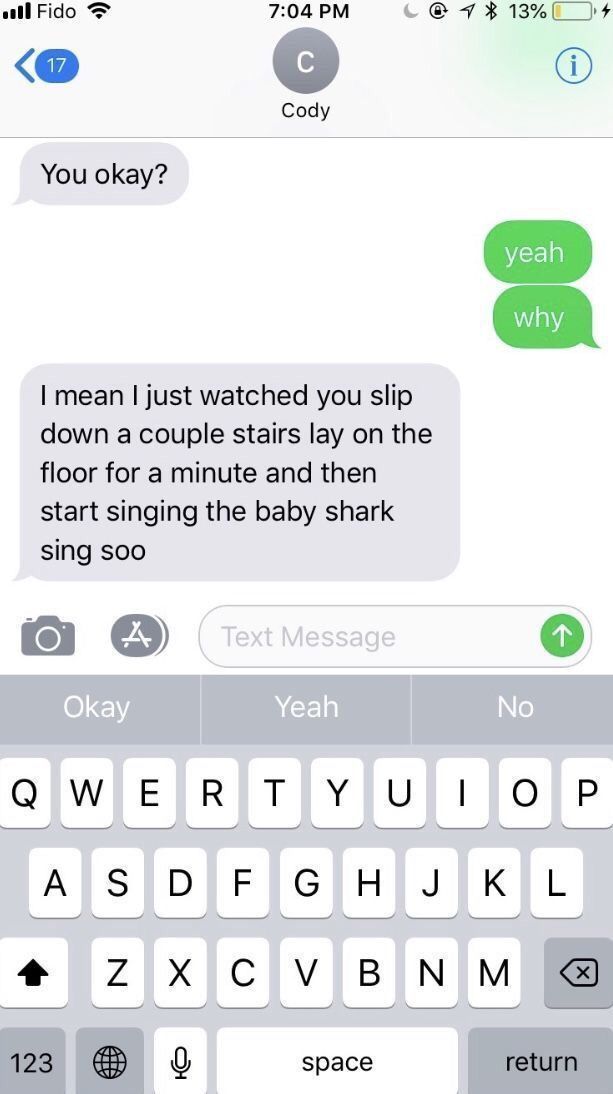 Fido 7:04 PM 13%
17
C
Cody
You okay?
yeah
why
I mean I just watched you slip
down a couple stairs lay on the
floor for a minute and then
start singing the baby shark
sing soo
Text Message
Okay Yeah No
Q W E R T Y U I O P
A S D F G H J K L
Z X C V B N M
123 space return